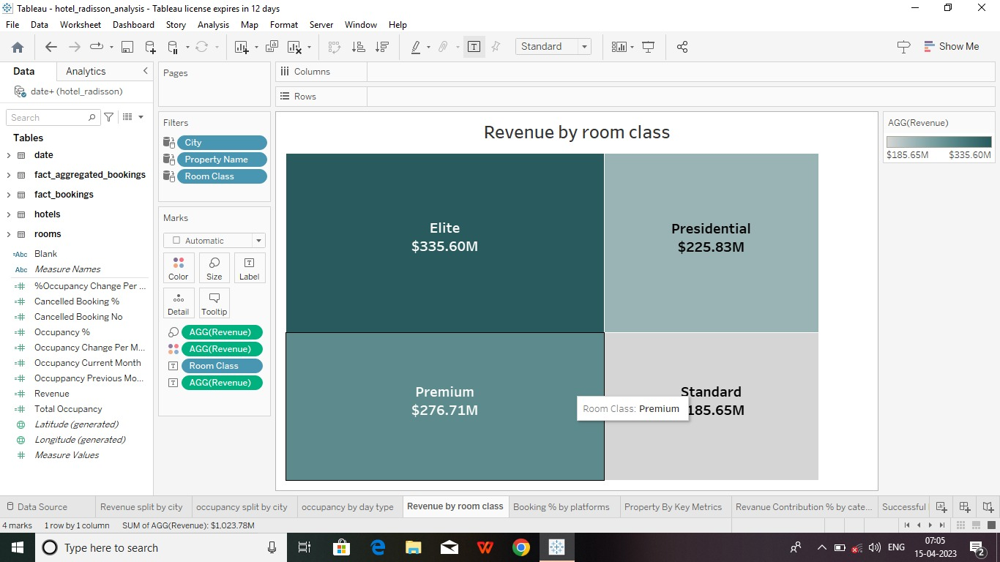 Tableau - hotel_radisson_analysis - Tableau license expires in 12 days
File Data Worksheet Dashboard Story Analysis Map Format Server Window Help
Standard
Show Me
Data Analytics
date+ (hotel_radisson)
Search
Tables
date
fact_aggregated_bookings
fact_bookings
hotels
rooms
Abc Blank
Abc Measure Names
%Occupancy Change Per ...
Cancelled Booking %
Cancelled Booking No
Occupancy %
Occupancy Change Per M...
Occupancy Current Month
Occuppancy Previous Mo...
Revenue
Total Occupancy
Latitude (generated)
Longitude (generated)
Measure Values
Pages
Filters
City
Property Name
Room Class
Marks
Automatic
Color Size Label
Detail Tooltip
AGG(Revenue)
AGG(Revenue)
Room Class
AGG(Revenue)
Columns
Rows
Revenue by room class
Elite
$335.60M
Presidential
$225.83M
Premium
$276.71M
Standard
185.65M
Room Class: Premium
AGG(Revenue)
$185.65M $335.60M
Data Source Revenue split by city occupancy split by city occupancy by day type Revenue by room class Booking % by platforms Property By Key Metrics Revanue Contribution % by cate... Successful
4 marks 1 row by 1 column SUM of AGG(Revenue): $1,023.78M
Type here to search
ENG
07:05
15-04-2023
2